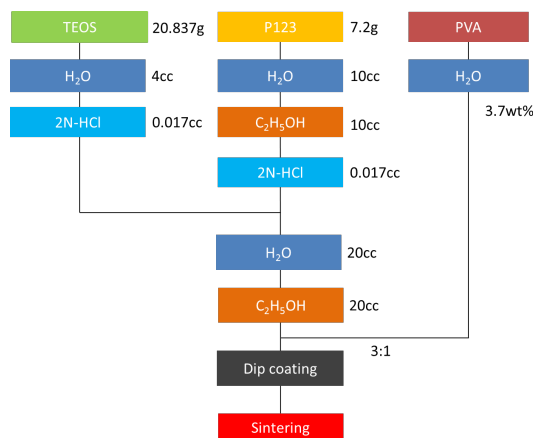 TEOS 20.837g P123 7.2g PVA
H₂O 4cc H₂O 10cc H₂O
3.7wt%
2N-HCl 0.017cc C₂H₅OH 10cc
2N-HCl 0.017cc
H₂O 20cc
C₂H₅OH 20cc
3:1
Dip coating
Sintering